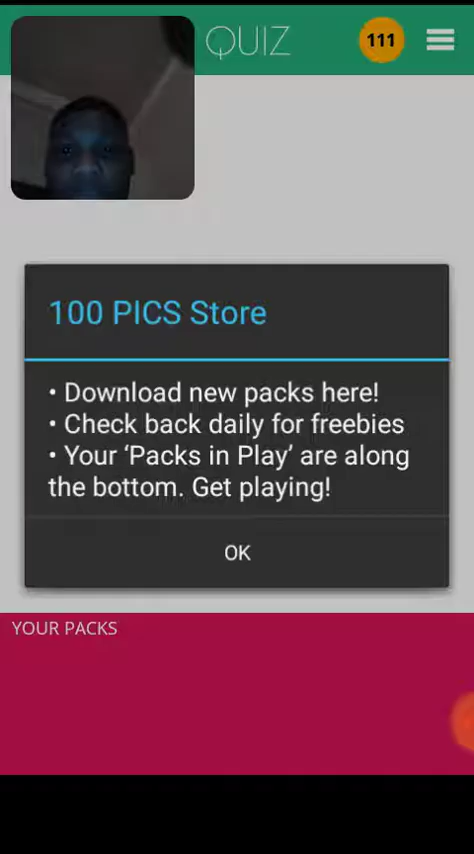 QUIZ
111
100 PICS Store
• Download new packs here!
• Check back daily for freebies
• Your ‘Packs in Play’ are along
the bottom. Get playing!
OK
YOUR PACKS